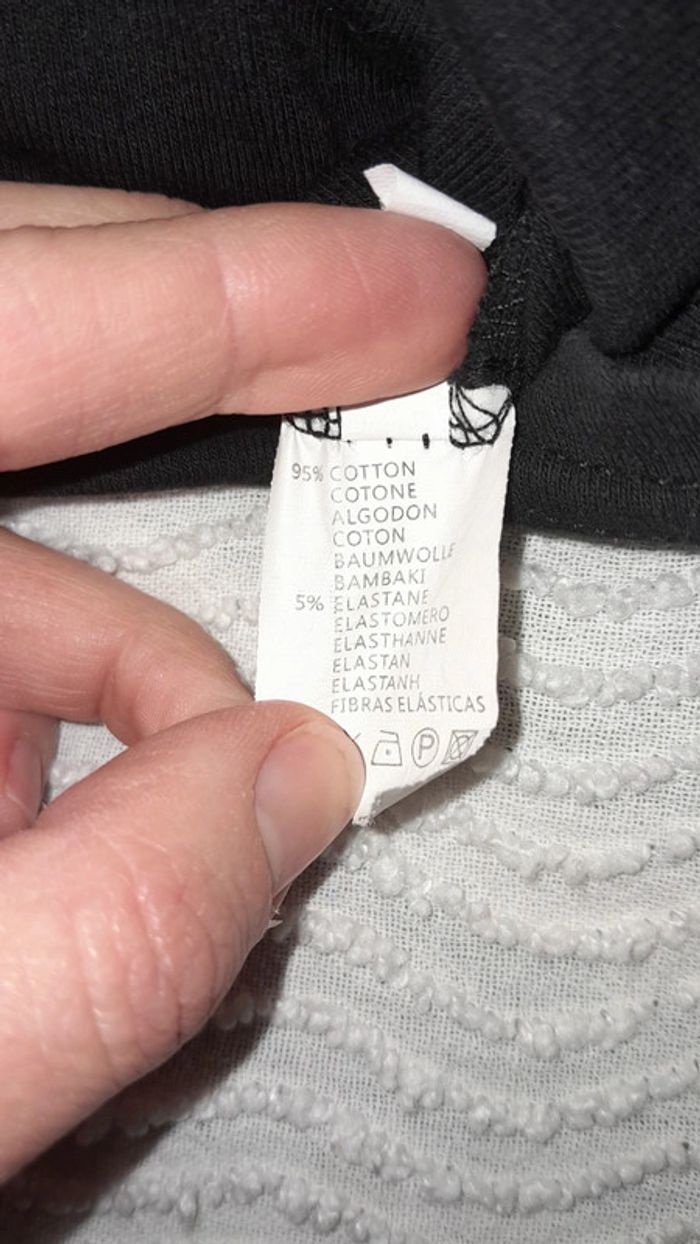 95% COTTON
COTONE
ALGODON
COTON
BAUMWOLLE
BAMBAKI
5% ELASTANE
ELASTOMERO
ELASTHANNE
ELASTAN
ELASTANH
FIBRAS ELÁSTICAS
P